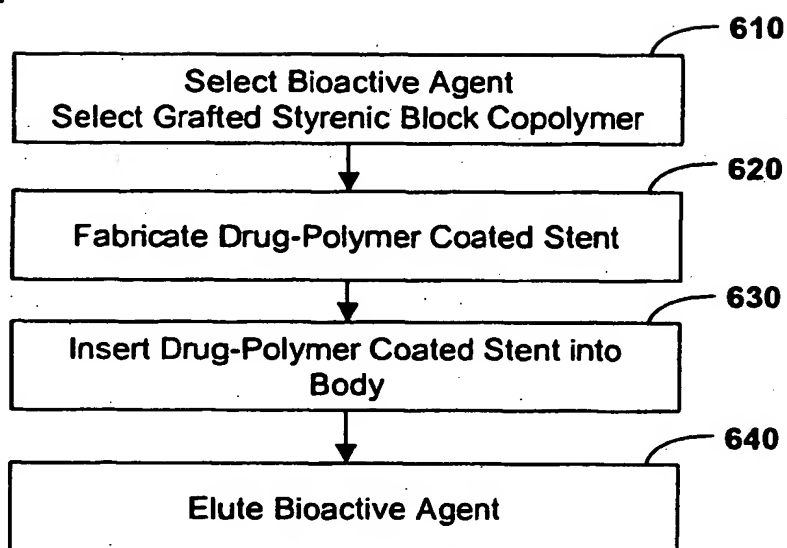 610
Select Bioactive Agent
Select Grafted Styrenic Block Copolymer
620
Fabricate Drug-Polymer Coated Stent
630
Insert Drug-Polymer Coated Stent into
Body
640
Elute Bioactive Agent